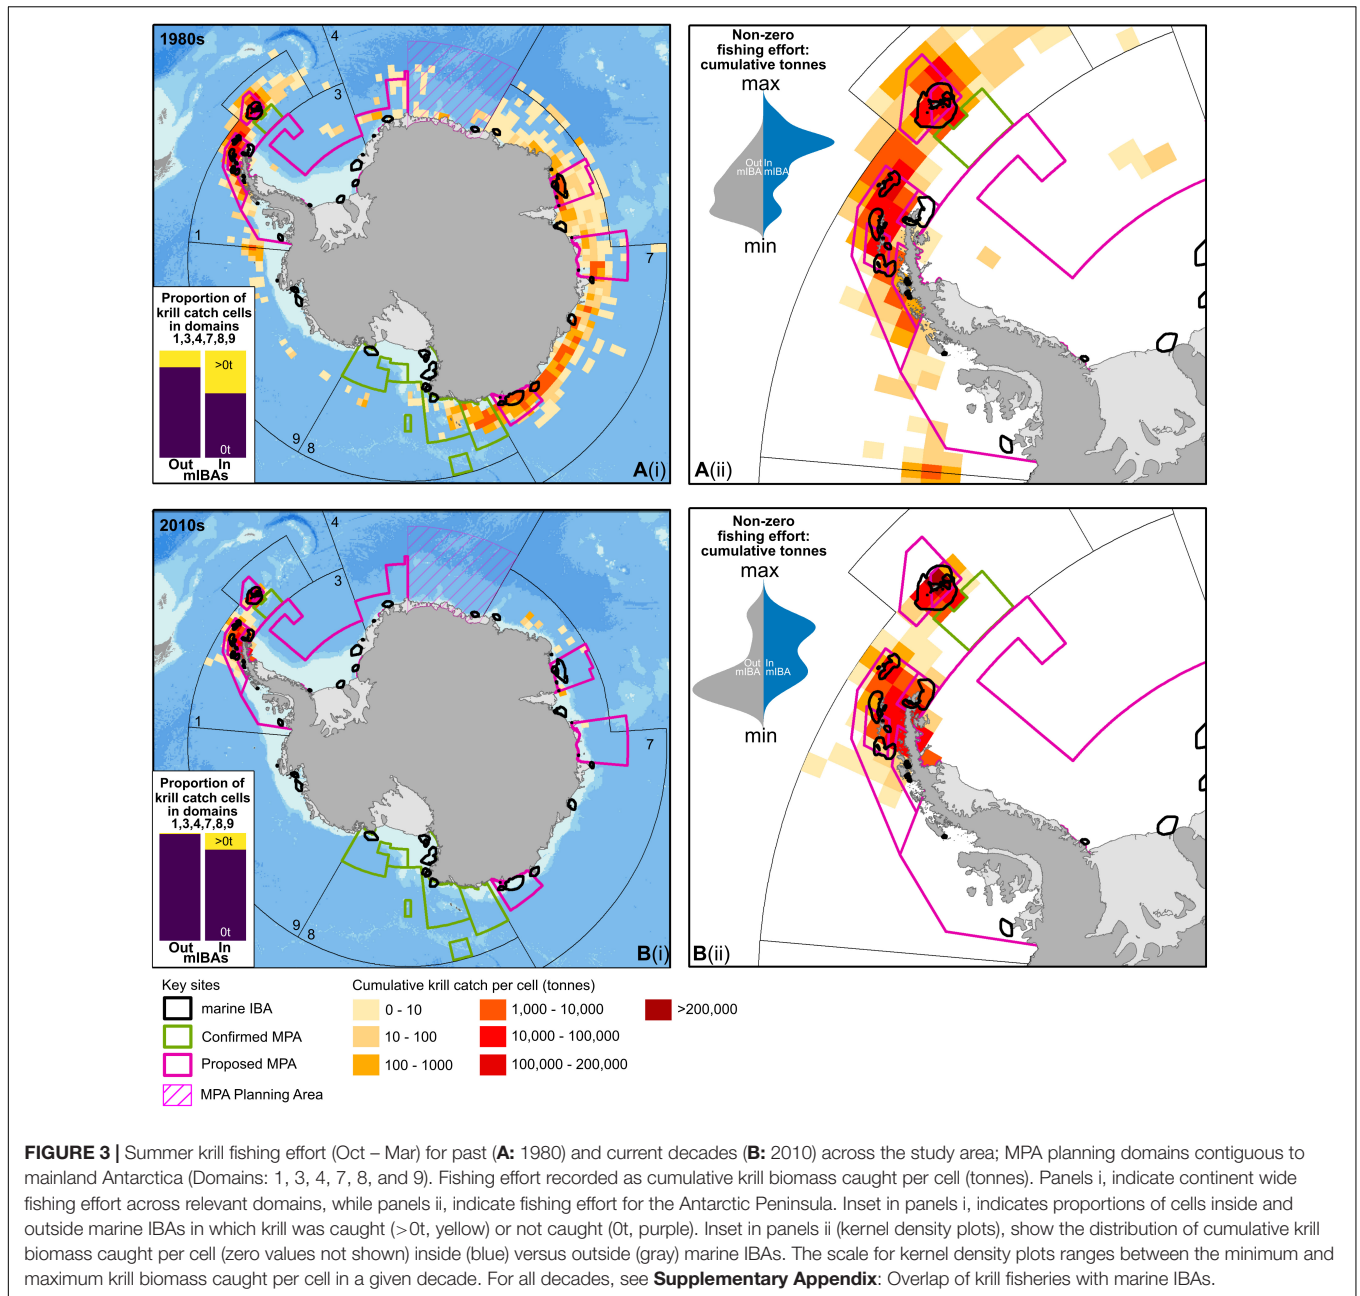 1980s
4
3
1
7
9
8
Proportion of
krill catch cells
in domains
1,3,4,7,8,9
>0t
0t
Out In
mIBAs
A(i)
Non-zero
fishing effort:
cumulative tonnes
max
Out In
mIBA mIBA
min
A(ii)
2010s
4
3
1
7
9
8
Proportion of
krill catch cells
in domains
1,3,4,7,8,9
>0t
0t
Out In
mIBAs
B(i)
Non-zero
fishing effort:
cumulative tonnes
max
Out In
mIBA mIBA
min
B(ii)
Key sites
marine IBA
Confirmed MPA
Proposed MPA
MPA Planning Area
Cumulative krill catch per cell (tonnes)
0 - 10
10 - 100
100 - 1000
1,000 - 10,000
10,000 - 100,000
100,000 - 200,000
>200,000
FIGURE 3 | Summer krill fishing effort (Oct – Mar) for past (A: 1980) and current decades (B: 2010) across the study area; MPA planning domains contiguous to
mainland Antarctica (Domains: 1, 3, 4, 7, 8, and 9). Fishing effort recorded as cumulative krill biomass caught per cell (tonnes). Panels i, indicate continent wide
fishing effort across relevant domains, while panels ii, indicate fishing effort for the Antarctic Peninsula. Inset in panels i, indicates proportions of cells inside and
outside marine IBAs in which krill was caught (>0t, yellow) or not caught (0t, purple). Inset in panels ii (kernel density plots), show the distribution of cumulative krill
biomass caught per cell (zero values not shown) inside (blue) versus outside (gray) marine IBAs. The scale for kernel density plots ranges between the minimum and
maximum krill biomass caught per cell in a given decade. For all decades, see Supplementary Appendix: Overlap of krill fisheries with marine IBAs.